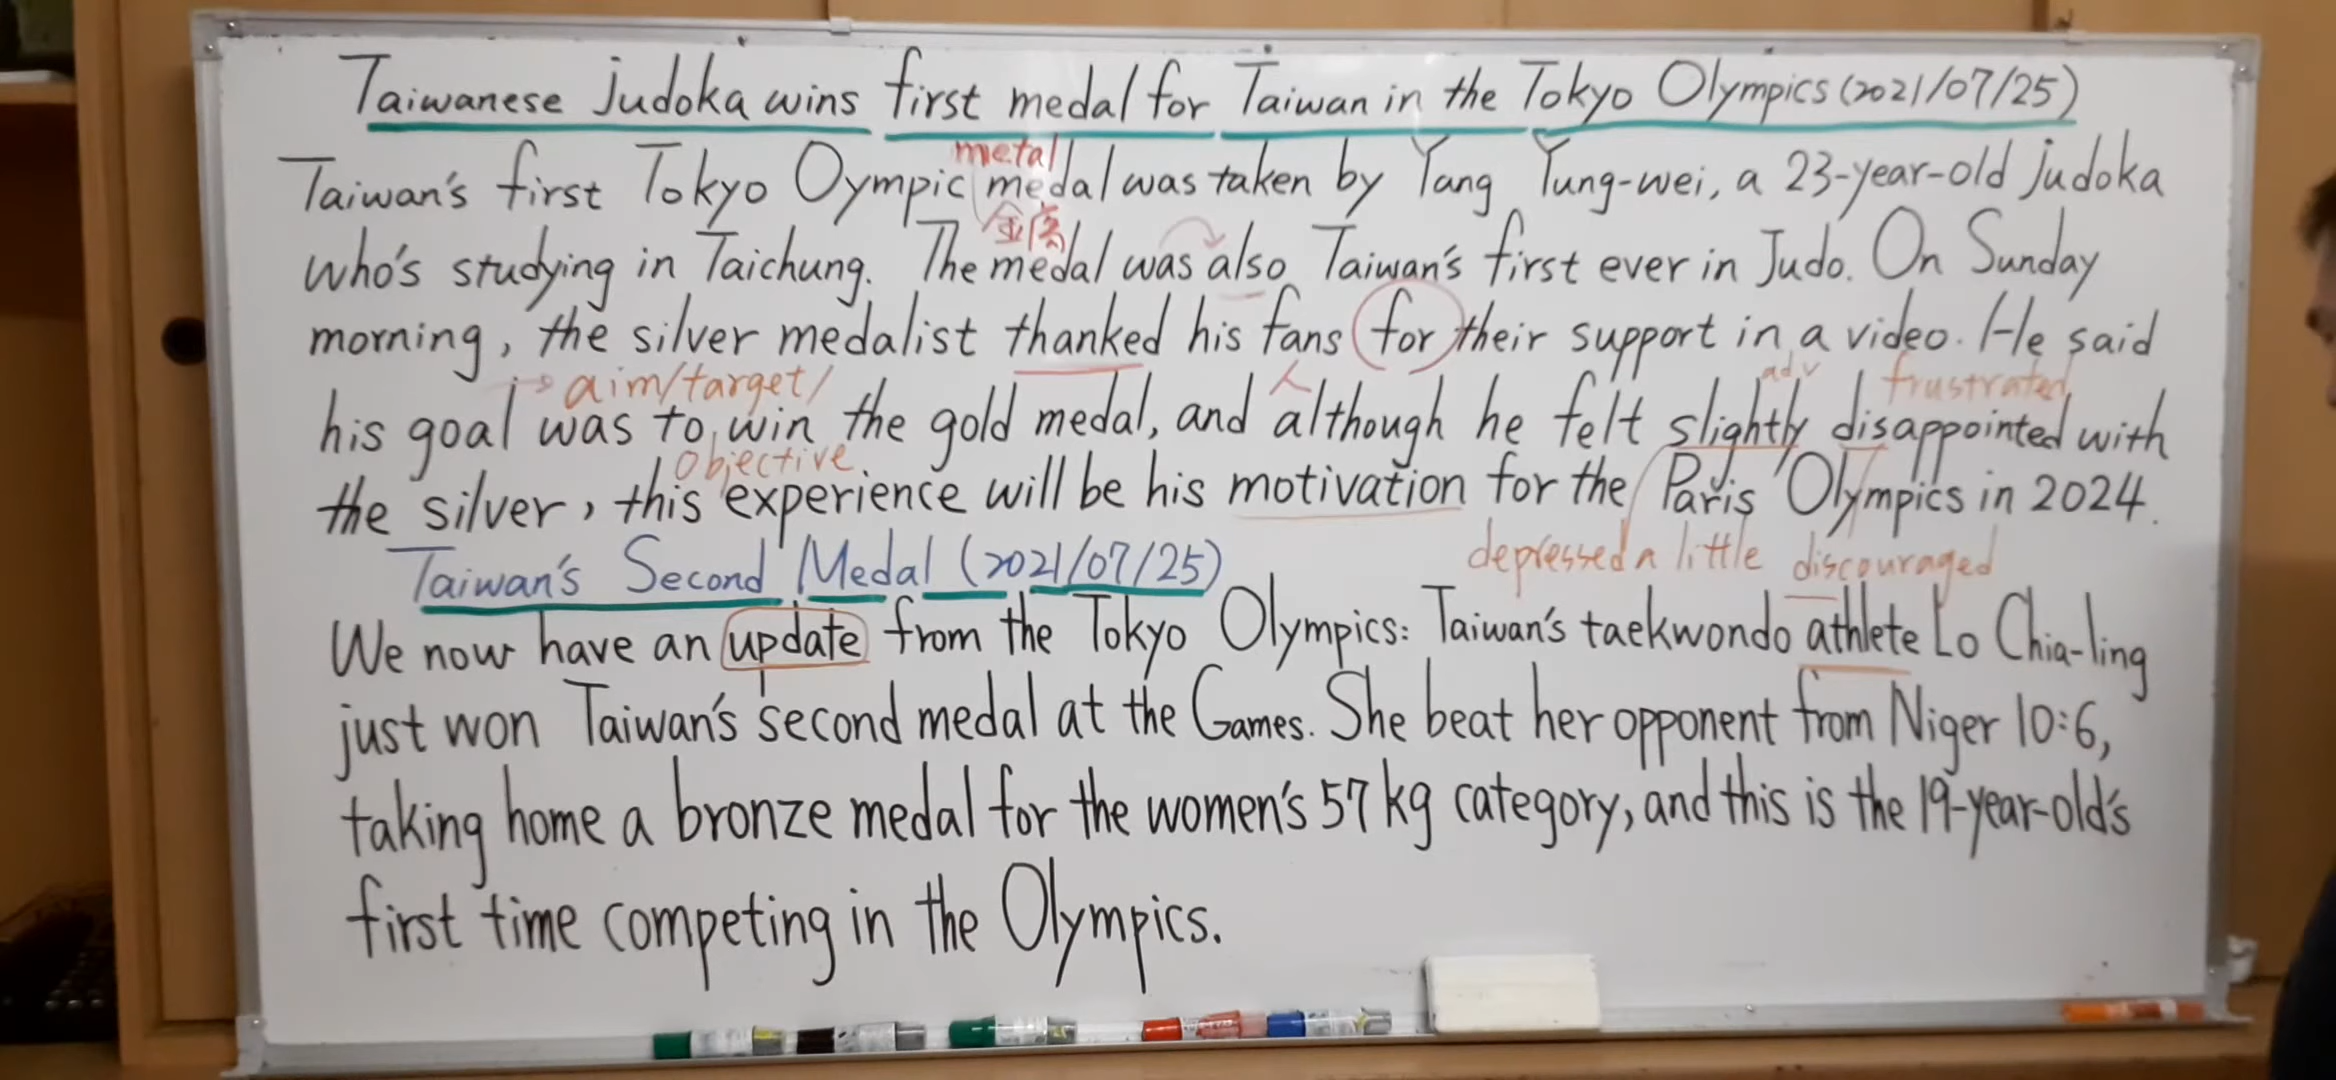 Taiwanese judoka wins first medal for Taiwan in the Tokyo Olympics (2021/07/25)
metal
Taiwan's first Tokyo Oympic medal was taken by Yang Yung-wei, a 23-year-old judoka
金屬
who's studying in Taichung. The medal was also Taiwan's first ever in Judo. On Sunday
morning, the silver medalist thanked his fans for their support in a video. He said
→ aim/target/ 人 adv frustrated
his goal was to win the gold medal, and although he felt slightly disappointed with
objective
the silver, this experience will be his motivation for the Paris Olympics in 2024.
Taiwan's Second Medal (2021/07/25)
depressed a little discouraged
We now have an update from the Tokyo Olympics: Taiwan's taekwondo athlete Lo Chia-ling
just won Taiwan's second medal at the Games. She beat her opponent from Niger 10:6,
taking home a bronze medal for the women's 57 kg category, and this is the 19-year-old's
first time competing in the Olympics.